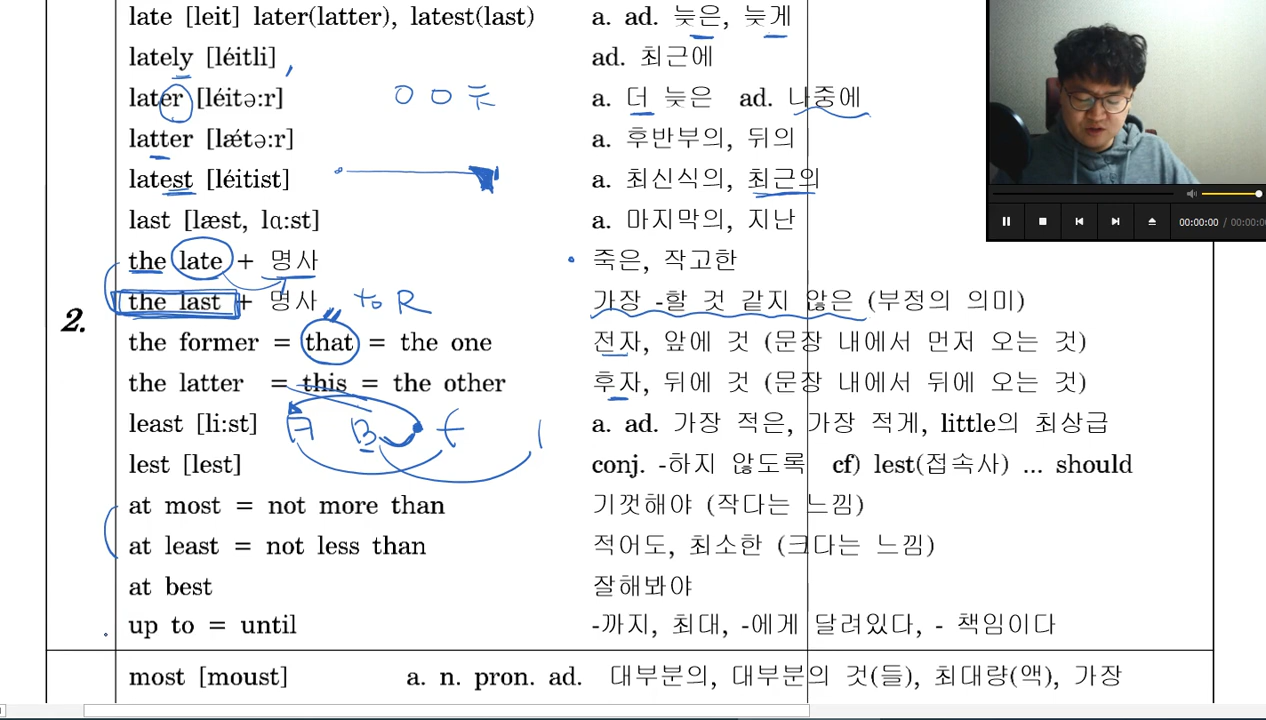 late [leit] later(latter), latest(last) a. ad. 늦은, 늦게
lately [léitli] ad. 최근에
later [léitə:r] a. 더 늦은 ad. 나중에
latter [lǽtə:r] a. 후반부의, 뒤의
latest [léitist] a. 최신식의, 최근의
last [læst, lɑ:st] a. 마지막의, 지난
the late + 명사 죽은, 작고한
the last + 명사 to R 가장 -할 것 같지 않은 (부정의 의미)
2.
the former = that = the one 전자, 앞에 것 (문장 내에서 먼저 오는 것)
the latter = this = the other 후자, 뒤에 것 (문장 내에서 뒤에 오는 것)
least [li:st] A B a. ad. 가장 적은, 가장 적게, little의 최상급
lest [lest] conj. -하지 않도록 cf) lest(접속사) ... should
at most = not more than 기껏해야 (작다는 느낌)
at least = not less than 적어도, 최소한 (크다는 느낌)
at best 잘해봐야
up to = until -까지, 최대, -에게 달려있다, - 책임이다
most [moust] a. n. pron. ad. 대부분의, 대부분의 것(들), 최대량(액), 가장
00:00:00 / 00:00:0